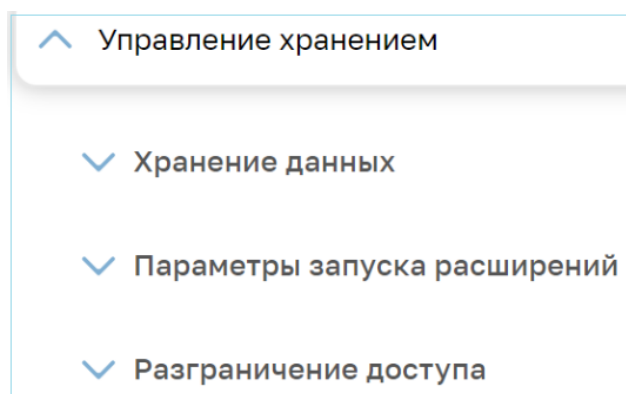 Управление хранением
Хранение данных
Параметры запуска расширений
Разграничение доступа